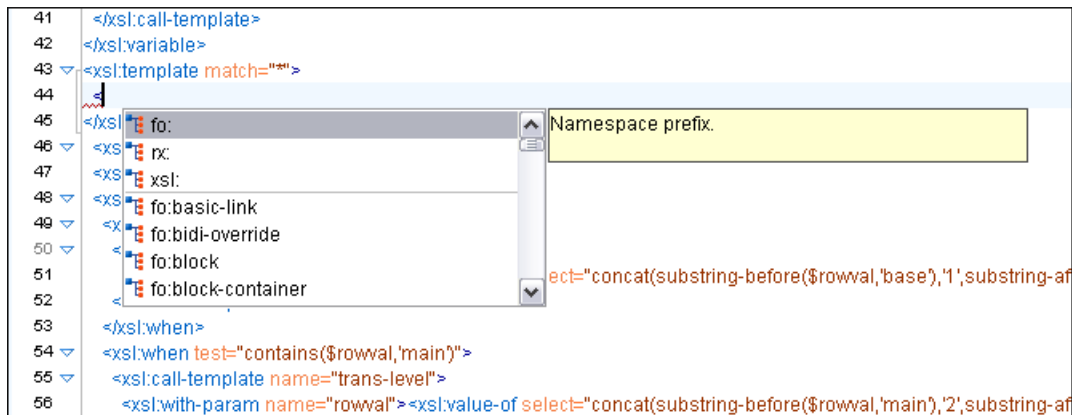 41 </xsl:call-template>
42 </xsl:variable>
43 <xsl:template match="*">
44 <
45 </xsl
fo: Namespace prefix.
46 <xs
rx:
47 <xs
xsl:
48 <xs
fo:basic-link
49 <x
fo:bidi-override
50 <
fo:block
51 ect="concat(substring-before($rowval,'base'),'1',substring-af
fo:block-container
52 <
53 </xsl:when>
54 <xsl:when test="contains($rowval,'main')">
55 <xsl:call-template name="trans-level">
56 <xsl:with-param name="rowval"><xsl:value-of select="concat(substring-before($rowval,'main'),'2',substring-af